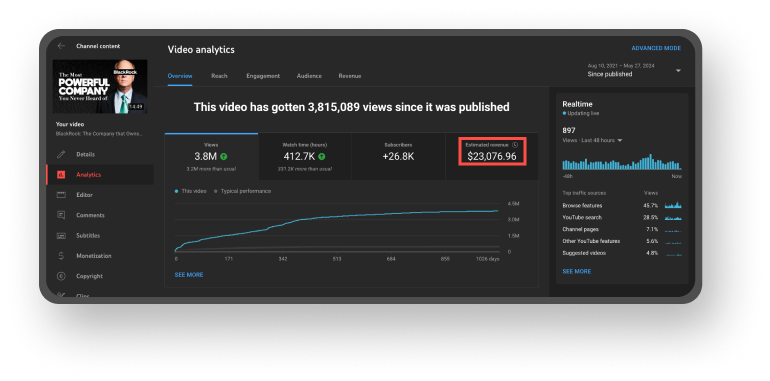 Channel content
The Most
BlackRock
POWERFUL
COMPANY
You Never Heard of
14:49
Your video
BlackRock: The Company that Owns...
Details
Analytics
Editor
Comments
Subtitles
Monetization
Copyright
Clips
Video analytics
ADVANCED MODE
Overview
Reach
Engagement
Audience
Revenue
Aug 10, 2021 – May 27, 2024
Since published
This video has gotten 3,815,089 views since it was published
Views
3.8M
3.2M more than usual
Watch time (hours)
412.7K
237.2K more than usual
Subscribers
+26.8K
Estimated revenue
$23,076.96
This video
Typical performance
4.5M
3.0M
1.5M
0
0
171
342
513
684
855
1026 days
SEE MORE
Realtime
Updating live
897
Views · Last 48 hours
-48h
Now
Top traffic sources
Views
Browse features
45.7%
YouTube search
28.5%
Channel pages
7.1%
Other YouTube features
5.6%
Suggested videos
4.8%
SEE MORE